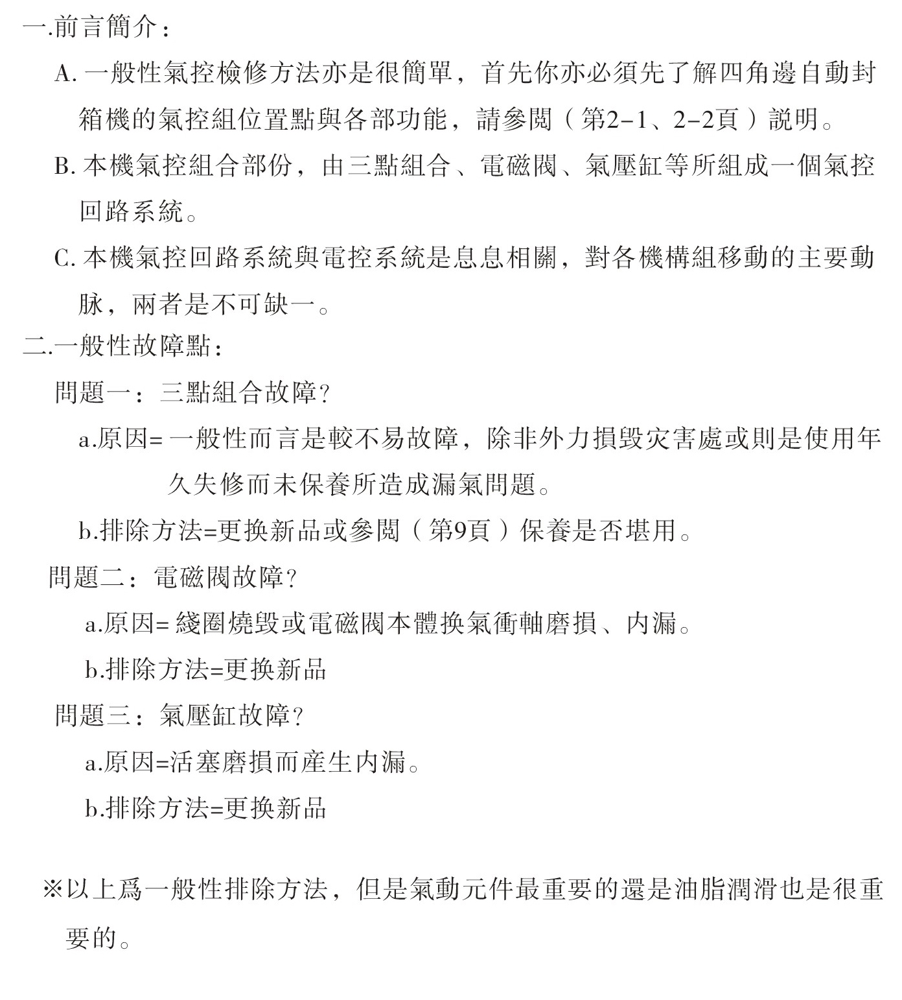 一.前言簡介：
A. 一般性氣控檢修方法亦是很簡單，首先你亦必須先了解四角邊自動封
箱機的氣控組位置點與各部功能，請參閱（第2-1、2-2頁）説明。
B. 本機氣控組合部份，由三點組合、電磁閥、氣壓缸等所組成一個氣控
回路系統。
C. 本機氣控回路系統與電控系統是息息相關，對各機構組移動的主要動
脉，兩者是不可缺一。
二.一般性故障點：
問題一：三點組合故障?
a.原因= 一般性而言是較不易故障，除非外力損毀灾害處或則是使用年
久失修而未保養所造成漏氣問題。
b.排除方法=更换新品或參閱（第9頁）保養是否堪用。
問題二：電磁閥故障?
a.原因= 綫圈燒毀或電磁閥本體换氣衝軸磨損、内漏。
b.排除方法=更换新品
問題三：氣壓缸故障?
a.原因=活塞磨損而産生内漏。
b.排除方法=更换新品
※以上爲一般性排除方法，但是氣動元件最重要的還是油脂潤滑也是很重
要的。